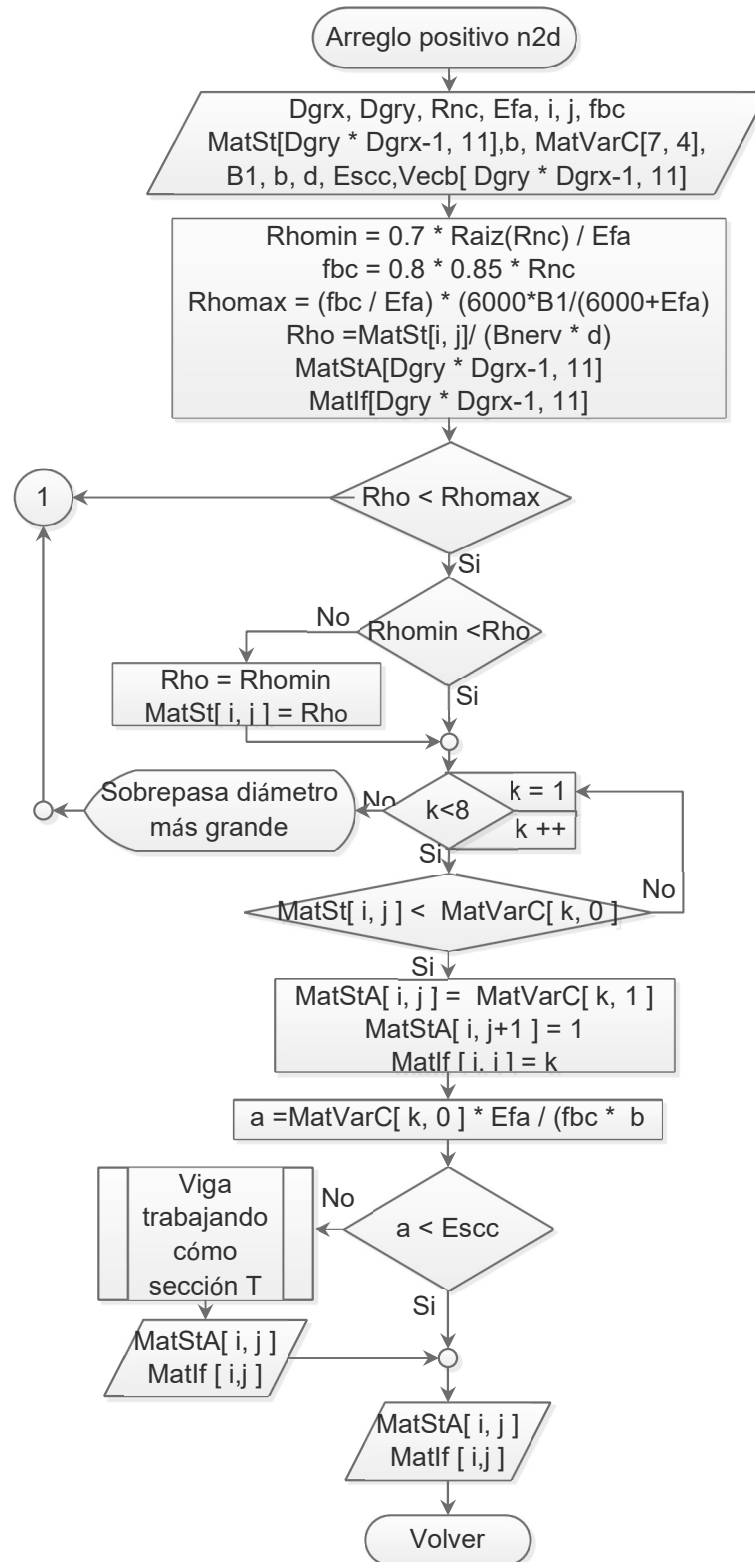 Arreglo positivo n2d
Dgrx, Dgry, Rnc, Efa, i, j, fbc
MatSt[Dgry * Dgrx-1, 11],b, MatVarC[7, 4],
B1, b, d, Escc,Vecb[ Dgry * Dgrx-1, 11]
Rhomin = 0.7 * Raiz(Rnc) / Efa
fbc = 0.8 * 0.85 * Rnc
Rhomax = (fbc / Efa) * (6000*B1/(6000+Efa)
Rho =MatSt[i, j]/ (Bnerv * d)
MatStA[Dgry * Dgrx-1, 11]
MatIf[Dgry * Dgrx-1, 11]
1
Rho < Rhomax
Si
No
Rhomin <Rho
Rho = Rhomin
MatSt[ i, j ] = Rho
Si
Sobrepasa diámetro
más grande
No
k<8
k = 1
k ++
Si
MatSt[ i, j ] < MatVarC[ k, 0 ]
No
Si
MatStA[ i, j ] = MatVarC[ k, 1 ]
MatStA[ i, j+1 ] = 1
MatIf [ i, j ] = k
a =MatVarC[ k, 0 ] * Efa / (fbc * b
Viga
trabajando
cómo
sección T
No
a < Escc
Si
MatStA[ i, j ]
MatIf [ i,j ]
MatStA[ i, j ]
MatIf [ i,j ]
Volver